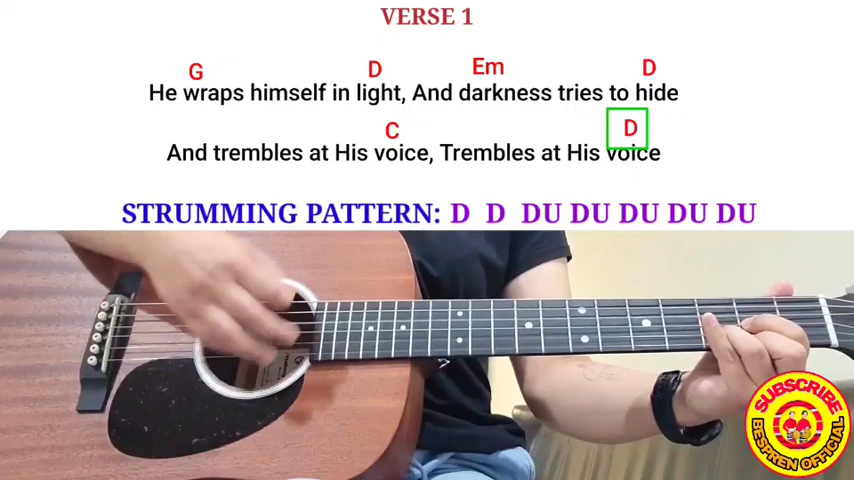 VERSE 1
G D Em D
He wraps himself in light, And darkness tries to hide
C D
And trembles at His voice, Trembles at His voice
STRUMMING PATTERN: D D DU DU DU DU DU
SUBSCRIBE
BESPREN OFFICIAL